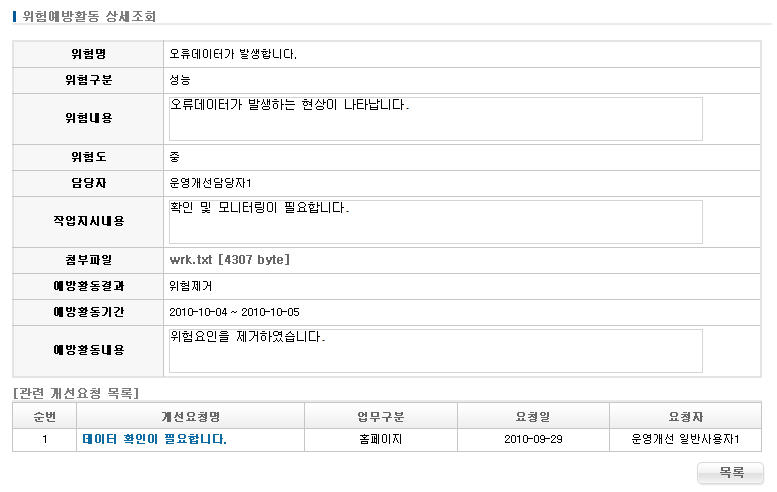 위험예방활동 상세조회
위험명 오류데이터가 발생합니다.
위험구분 성능
위험내용 오류데이터가 발생하는 현상이 나타납니다.
위험도 중
담당자 운영개선담당자1
작업지시내용 확인 및 모니터링이 필요합니다.
첨부파일 wrk.txt [4307 byte]
예방활동결과 위험제거
예방활동기간 2010-10-04 ~ 2010-10-05
예방활동내용 위험요인을 제거하였습니다.
[관련 개선요청 목록]
순번 개선요청명 업무구분 요청일 요청자
1 데이터 확인이 필요합니다. 홈페이지 2010-09-29 운영개선 일반사용자1
목록